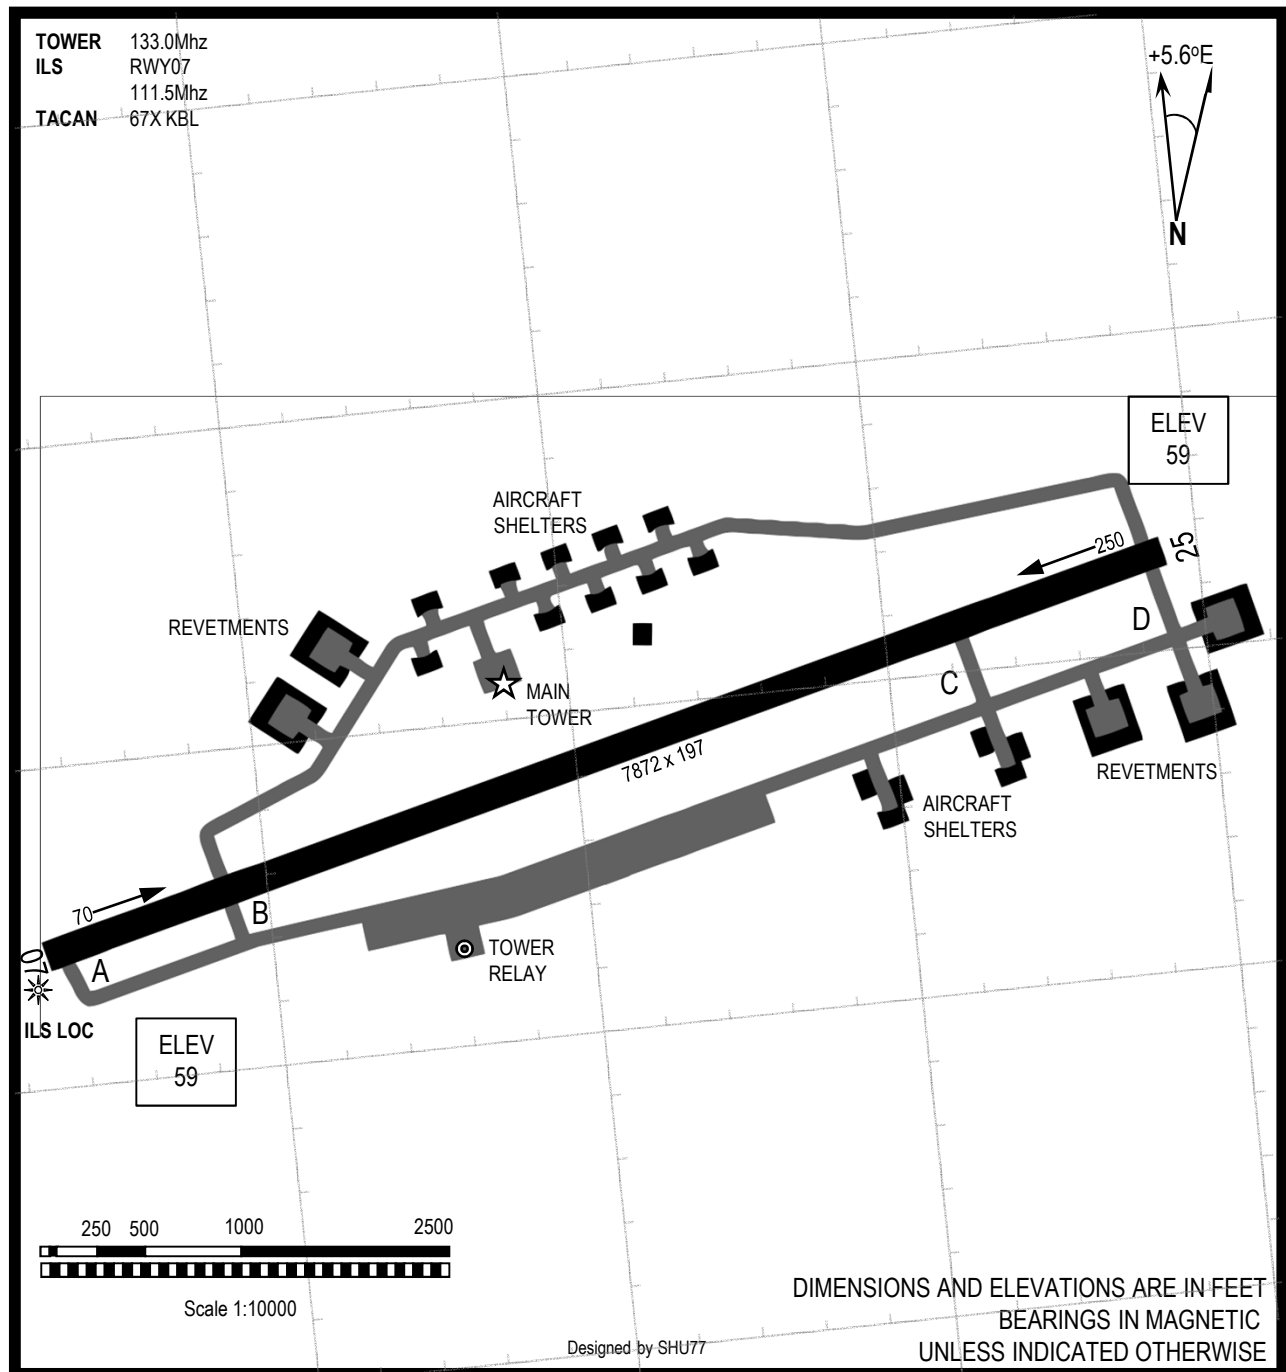 TOWER 133.0Mhz
ILS RWY07
111.5Mhz
TACAN 67X KBL
+5.6ºE
N
ELEV
59
AIRCRAFT
SHELTERS
250
25
REVETMENTS
D
C
MAIN
TOWER
7872 x 197
REVETMENTS
AIRCRAFT
SHELTERS
70
B
A
07
TOWER
RELAY
ILS LOC
ELEV
59
250 500 1000 2500
Scale 1:10000
DIMENSIONS AND ELEVATIONS ARE IN FEET
BEARINGS IN MAGNETIC
UNLESS INDICATED OTHERWISE
Designed by SHU77